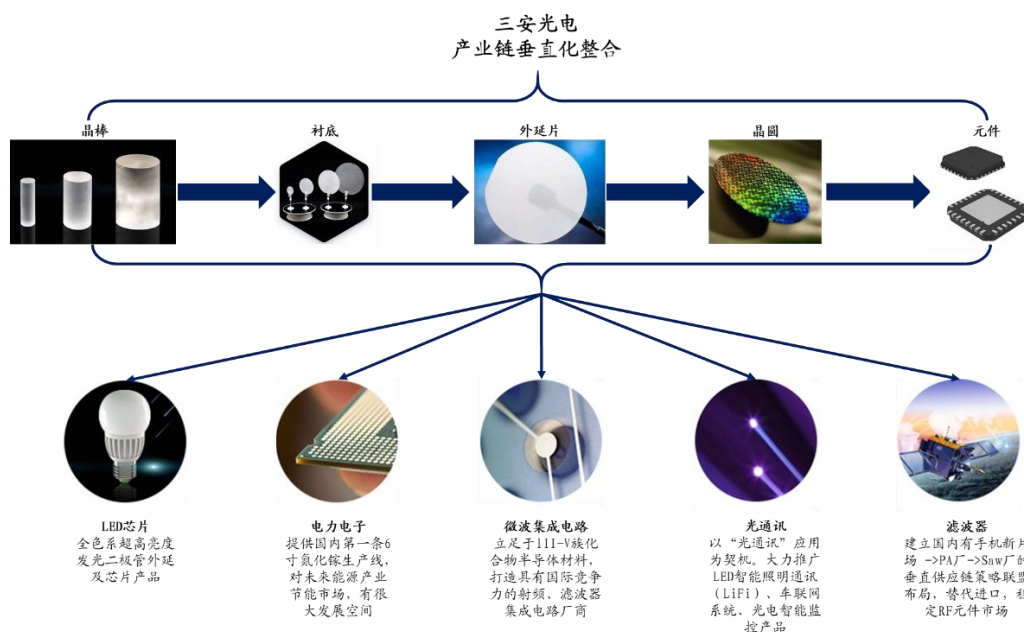 三安光电
产业链垂直化整合
晶棒
衬底
外延片
晶圆
元件
LED芯片
全色系超高亮度
发光二极管外延
及芯片产品
电力电子
提供国内第一条6
寸氮化镓生产线，
对未来能源产业
节能市场，有很
大发展空间
微波集成电路
立足于III-V族化
合物半导体材料，
打造具有国际竞争
力的射频、滤波器
集成电路厂商
光通讯
以“光通讯”应用
为契机。大力推广
LED智能照明通讯
（LiFi）、车联网
系统、光电智能监
控产品
滤波器
建立国内有手机新片
场 ->PA厂->Saw厂的
垂直供应链策略联盟
布局，替代进口，稳
定RF元件市场